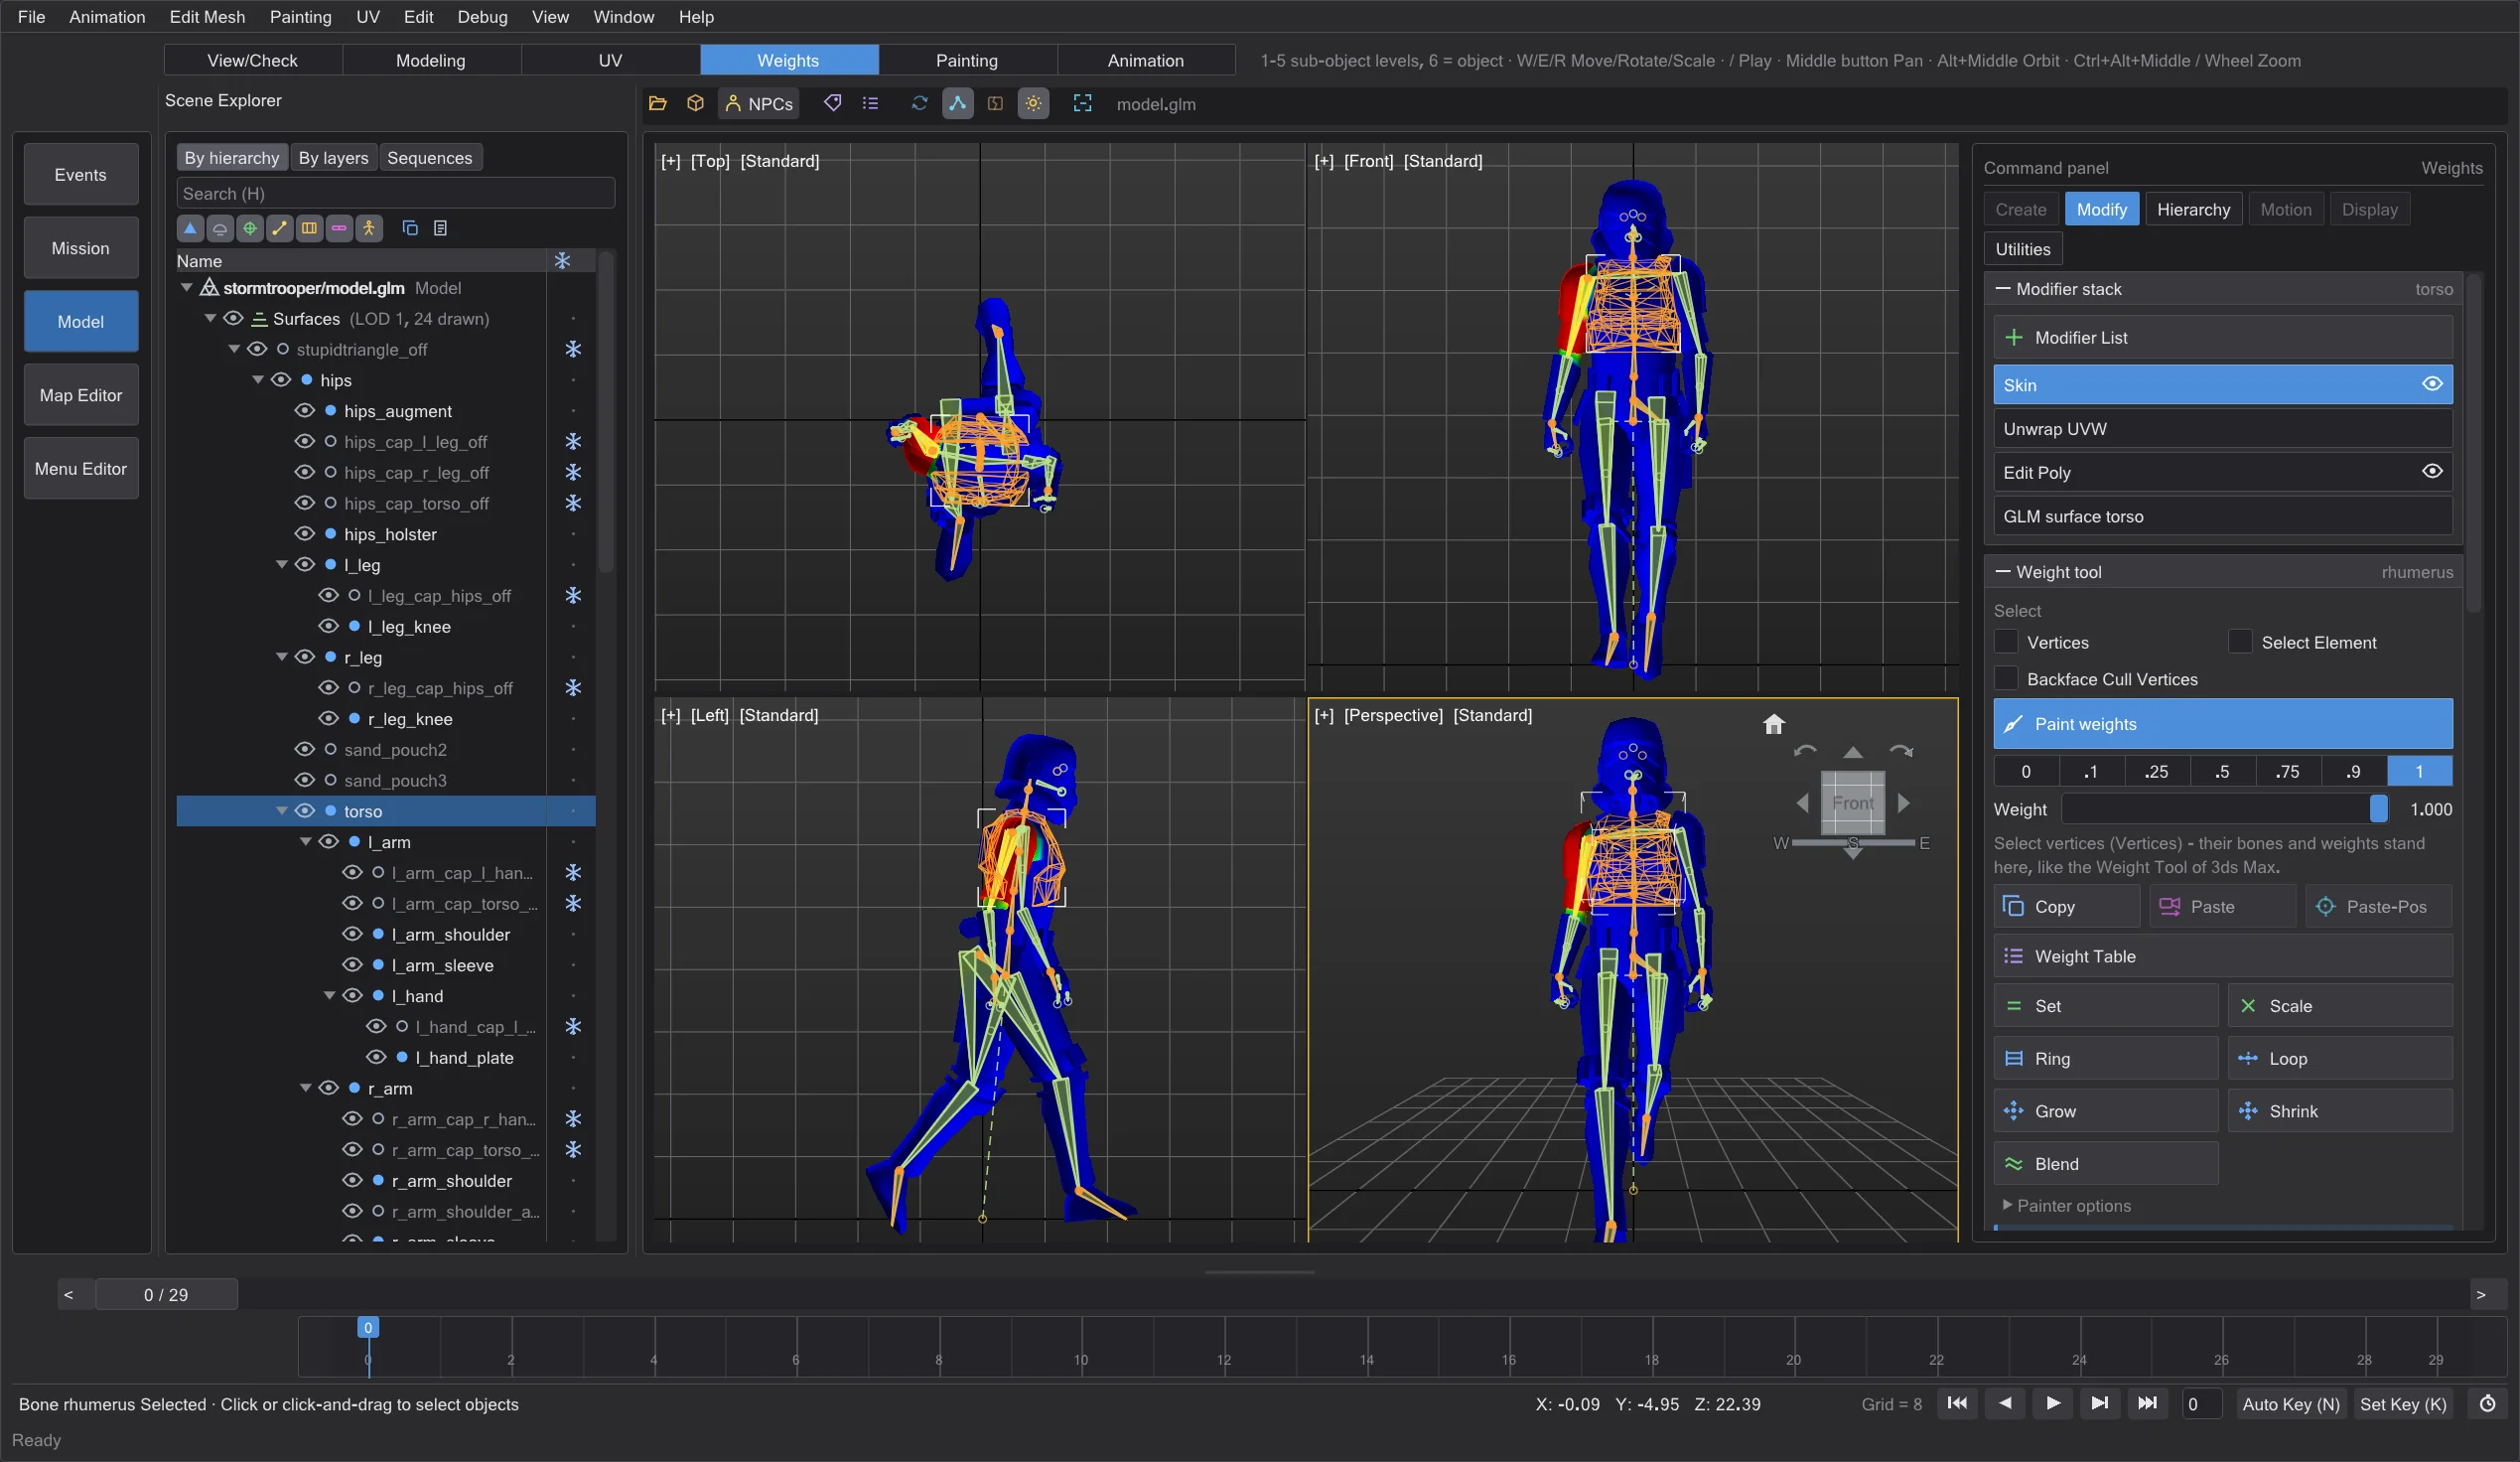 File Animation Edit Mesh Painting UV Edit Debug View Window Help
View/Check Modeling UV Weights Painting Animation 1-5 sub-object levels, 6 = object · W/E/R Move/Rotate/Scale · / Play · Middle button Pan · Alt+Middle Orbit · Ctrl+Alt+Middle / Wheel Zoom
Scene Explorer
NPCs model.glm
Events
Mission
Model
Map Editor
Menu Editor
By hierarchy By layers Sequences
Search (H)
Name
stormtrooper/model.glm Model
Surfaces (LOD 1, 24 drawn)
stupidtriangle_off
hips
hips_augment
hips_cap_l_leg_off
hips_cap_r_leg_off
hips_cap_torso_off
hips_holster
l_leg
l_leg_cap_hips_off
l_leg_knee
r_leg
r_leg_cap_hips_off
r_leg_knee
sand_pouch2
sand_pouch3
torso
l_arm
l_arm_cap_l_han...
l_arm_cap_torso_...
l_arm_shoulder
l_arm_sleeve
l_hand
l_hand_cap_l_...
l_hand_plate
r_arm
r_arm_cap_r_han...
r_arm_cap_torso_...
r_arm_shoulder
r_arm_shoulder_a...
r_arm_sleeve
[+] [Top] [Standard]
[+] [Front] [Standard]
[+] [Left] [Standard]
[+] [Perspective] [Standard]
Front
W S E
Command panel Weights
Create Modify Hierarchy Motion Display
Utilities
Modifier stack torso
Modifier List
Skin
Unwrap UVW
Edit Poly
GLM surface torso
Weight tool rhumerus
Select
Vertices Select Element
Backface Cull Vertices
Paint weights
0 .1 .25 .5 .75 .9 1
Weight 1.000
Select vertices (Vertices) - their bones and weights stand
here, like the Weight Tool of 3ds Max.
Copy Paste Paste-Pos
Weight Table
Set Scale
Ring Loop
Grow Shrink
Blend
Painter options
< 0 / 29 >
0
0 2 4 6 8 10 12 14 16 18 20 22 24 26 28 29
Bone rhumerus Selected · Click or click-and-drag to select objects X: -0.09 Y: -4.95 Z: 22.39 Grid = 8 0 Auto Key (N) Set Key (K)
Ready